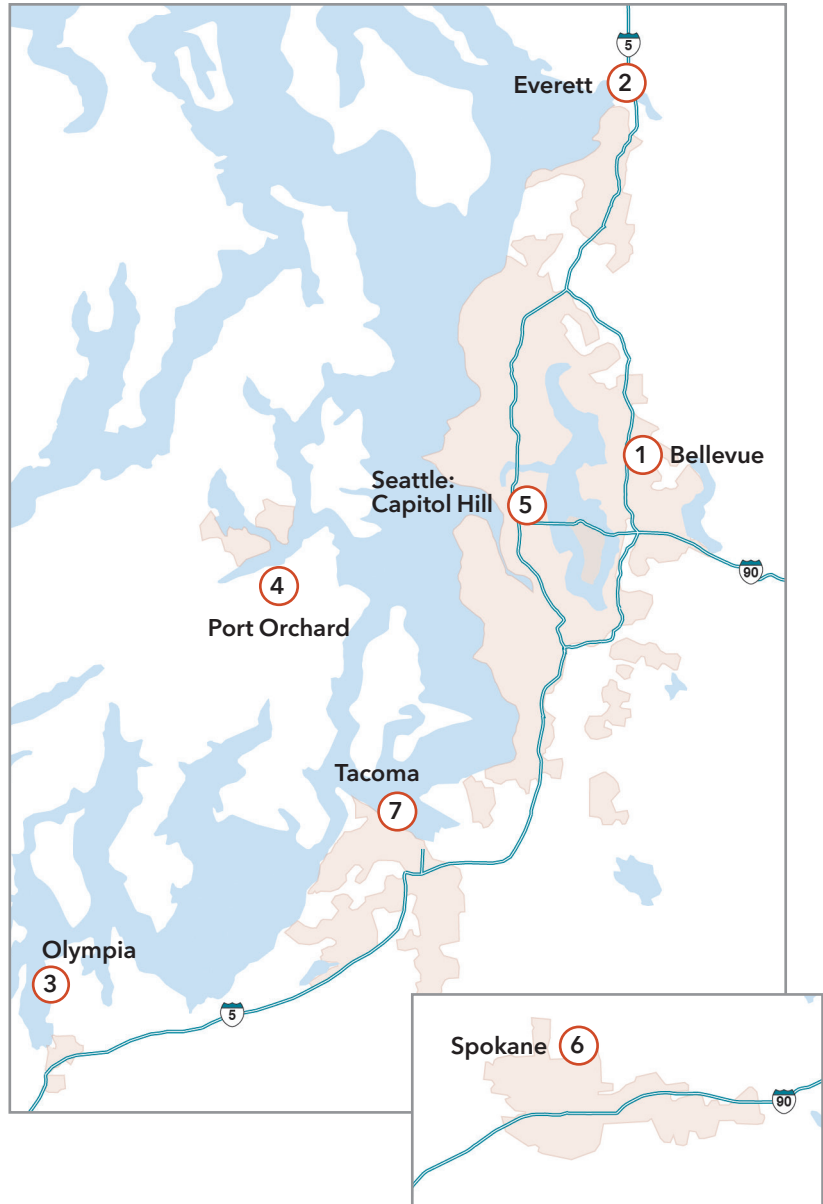 5
Everett 2
1 Bellevue
Seattle:
Capitol Hill 5
90
4
Port Orchard
Tacoma
7
Olympia
3
5
Spokane 6
90